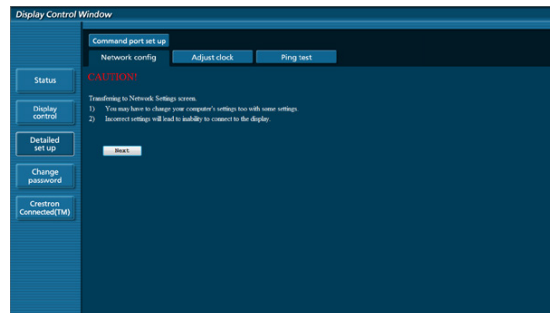 Display Control Window
Command port set up
Network config
Adjust clock
Ping test
Status
Display
control
Detailed
set up
Change
password
Crestron
Connected(TM)
CAUTION!
Transferring to Network Settings screen.
1) You may have to change your computer's settings too with some settings.
2) Incorrect settings will lead to inability to connect to the display.
Next